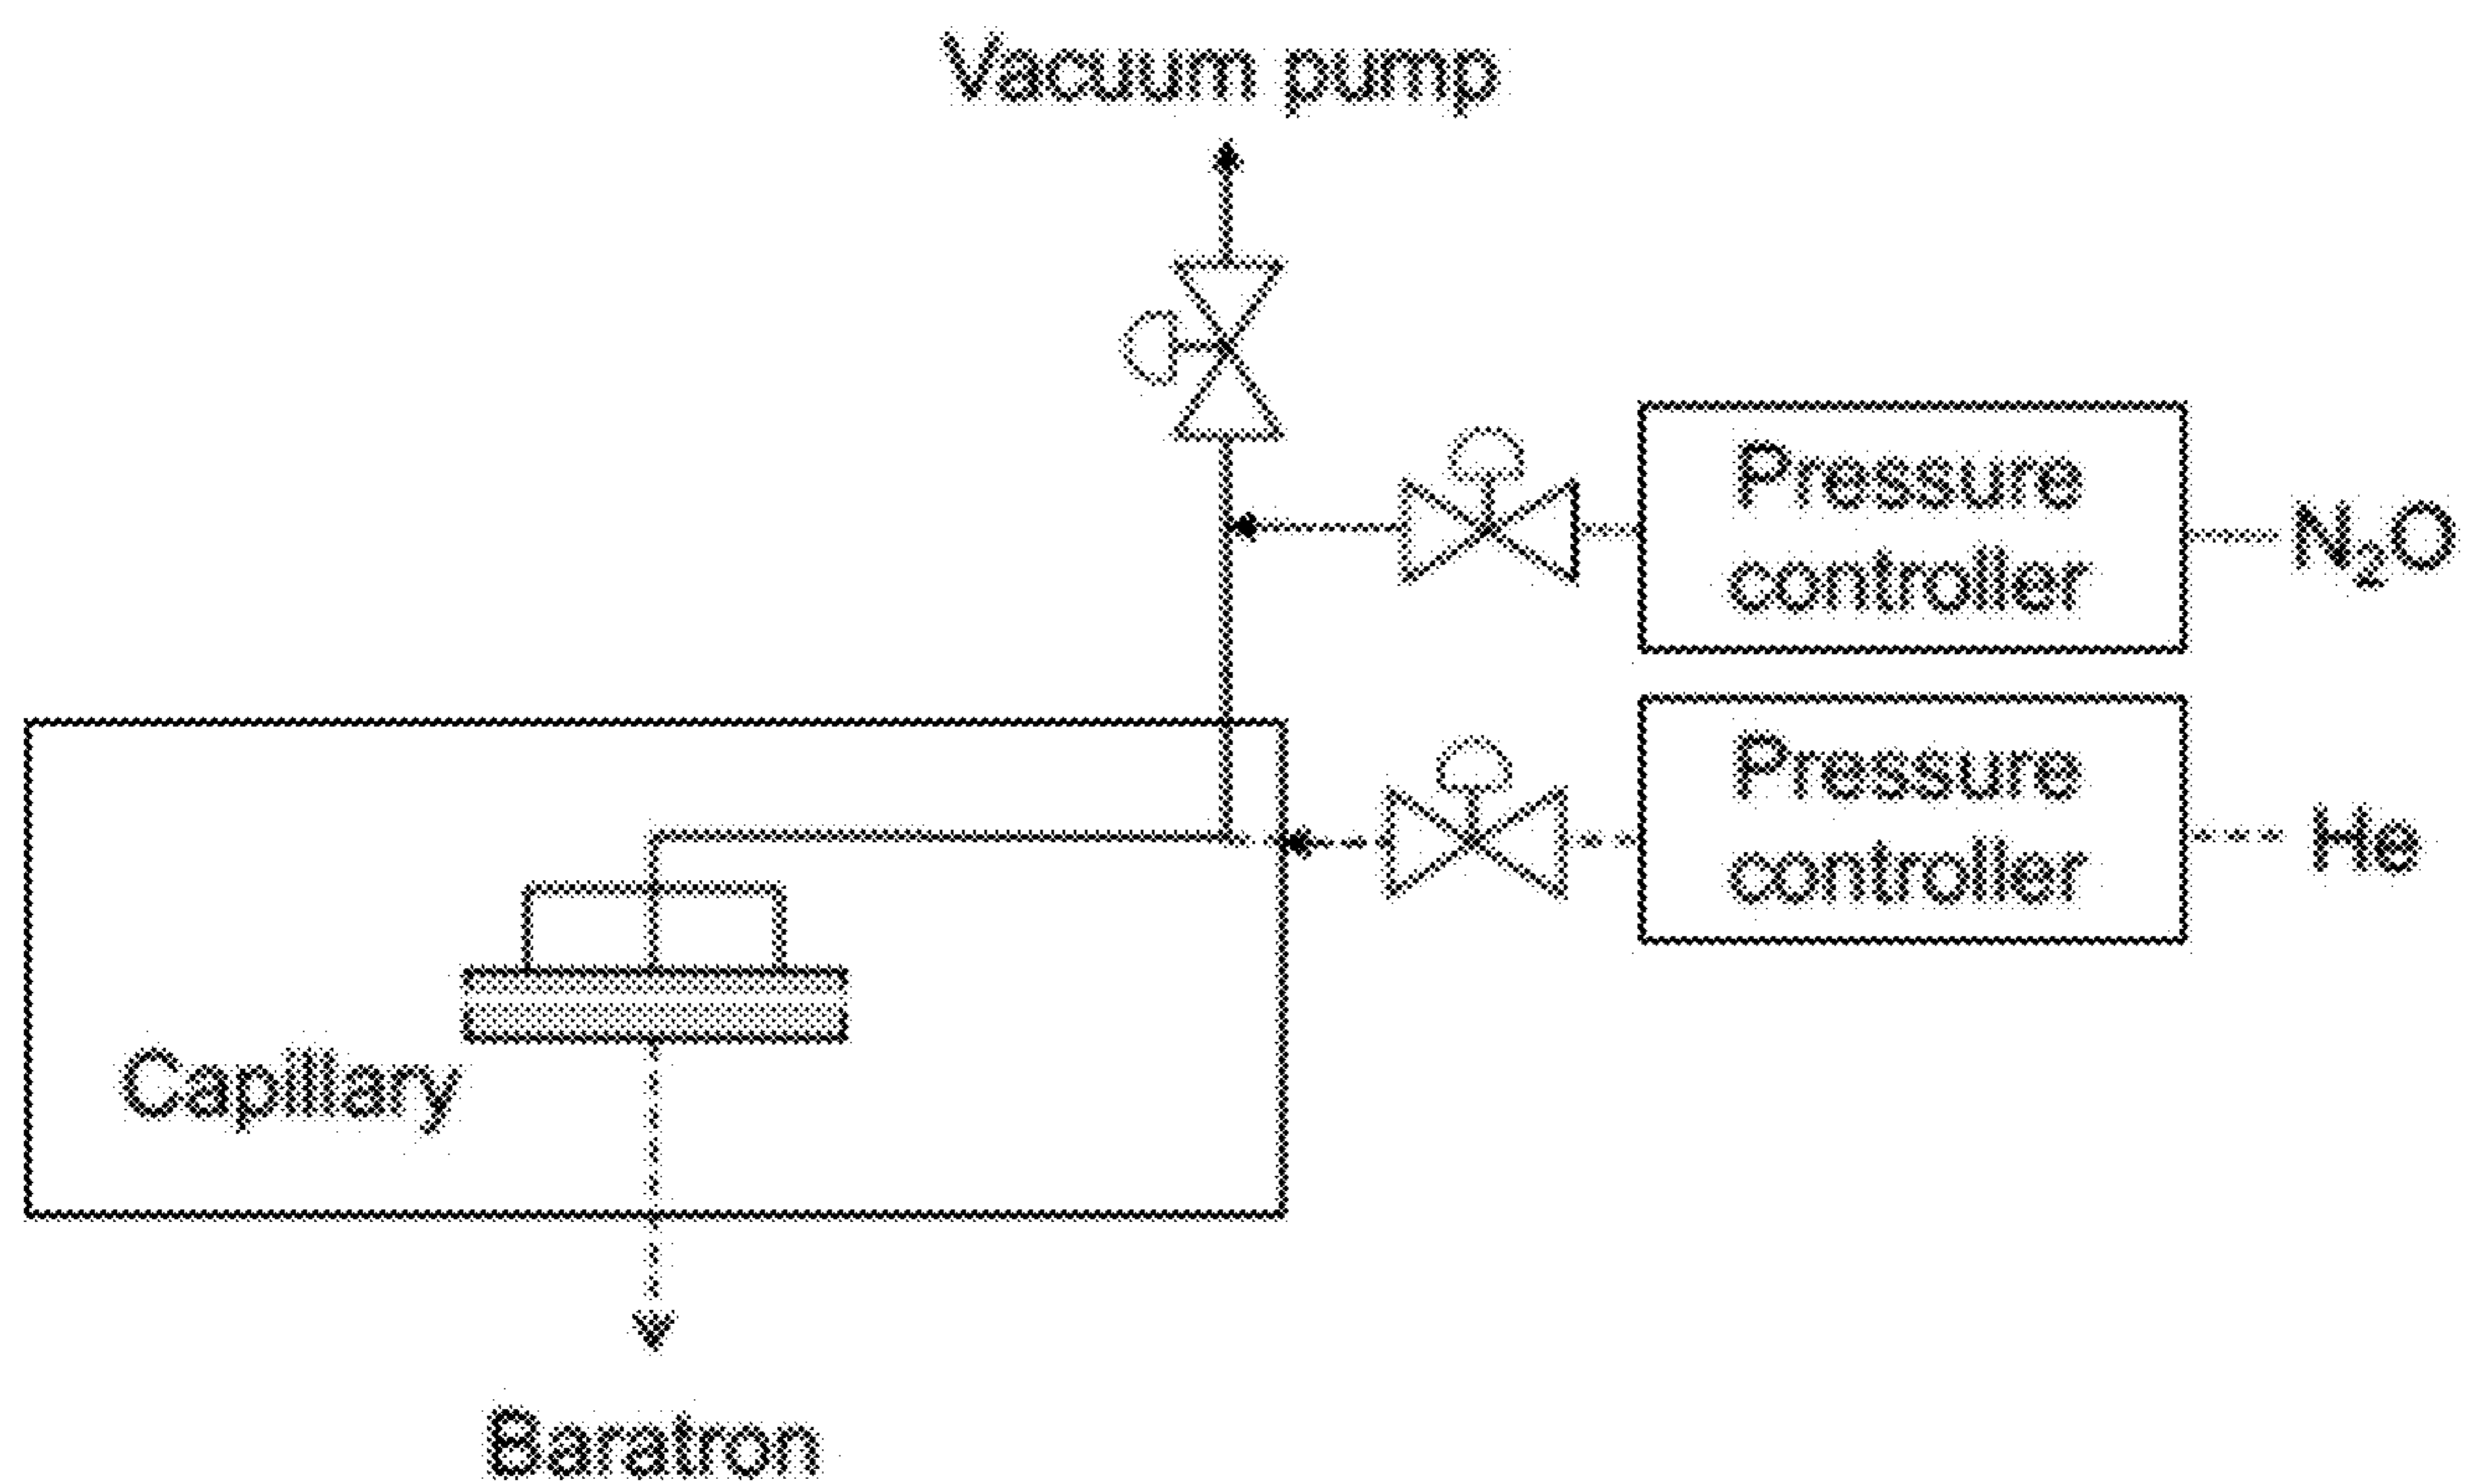 Vacuum pump
Pressure
controller
N₂O
Pressure
controller
He
Capillary
Baratron